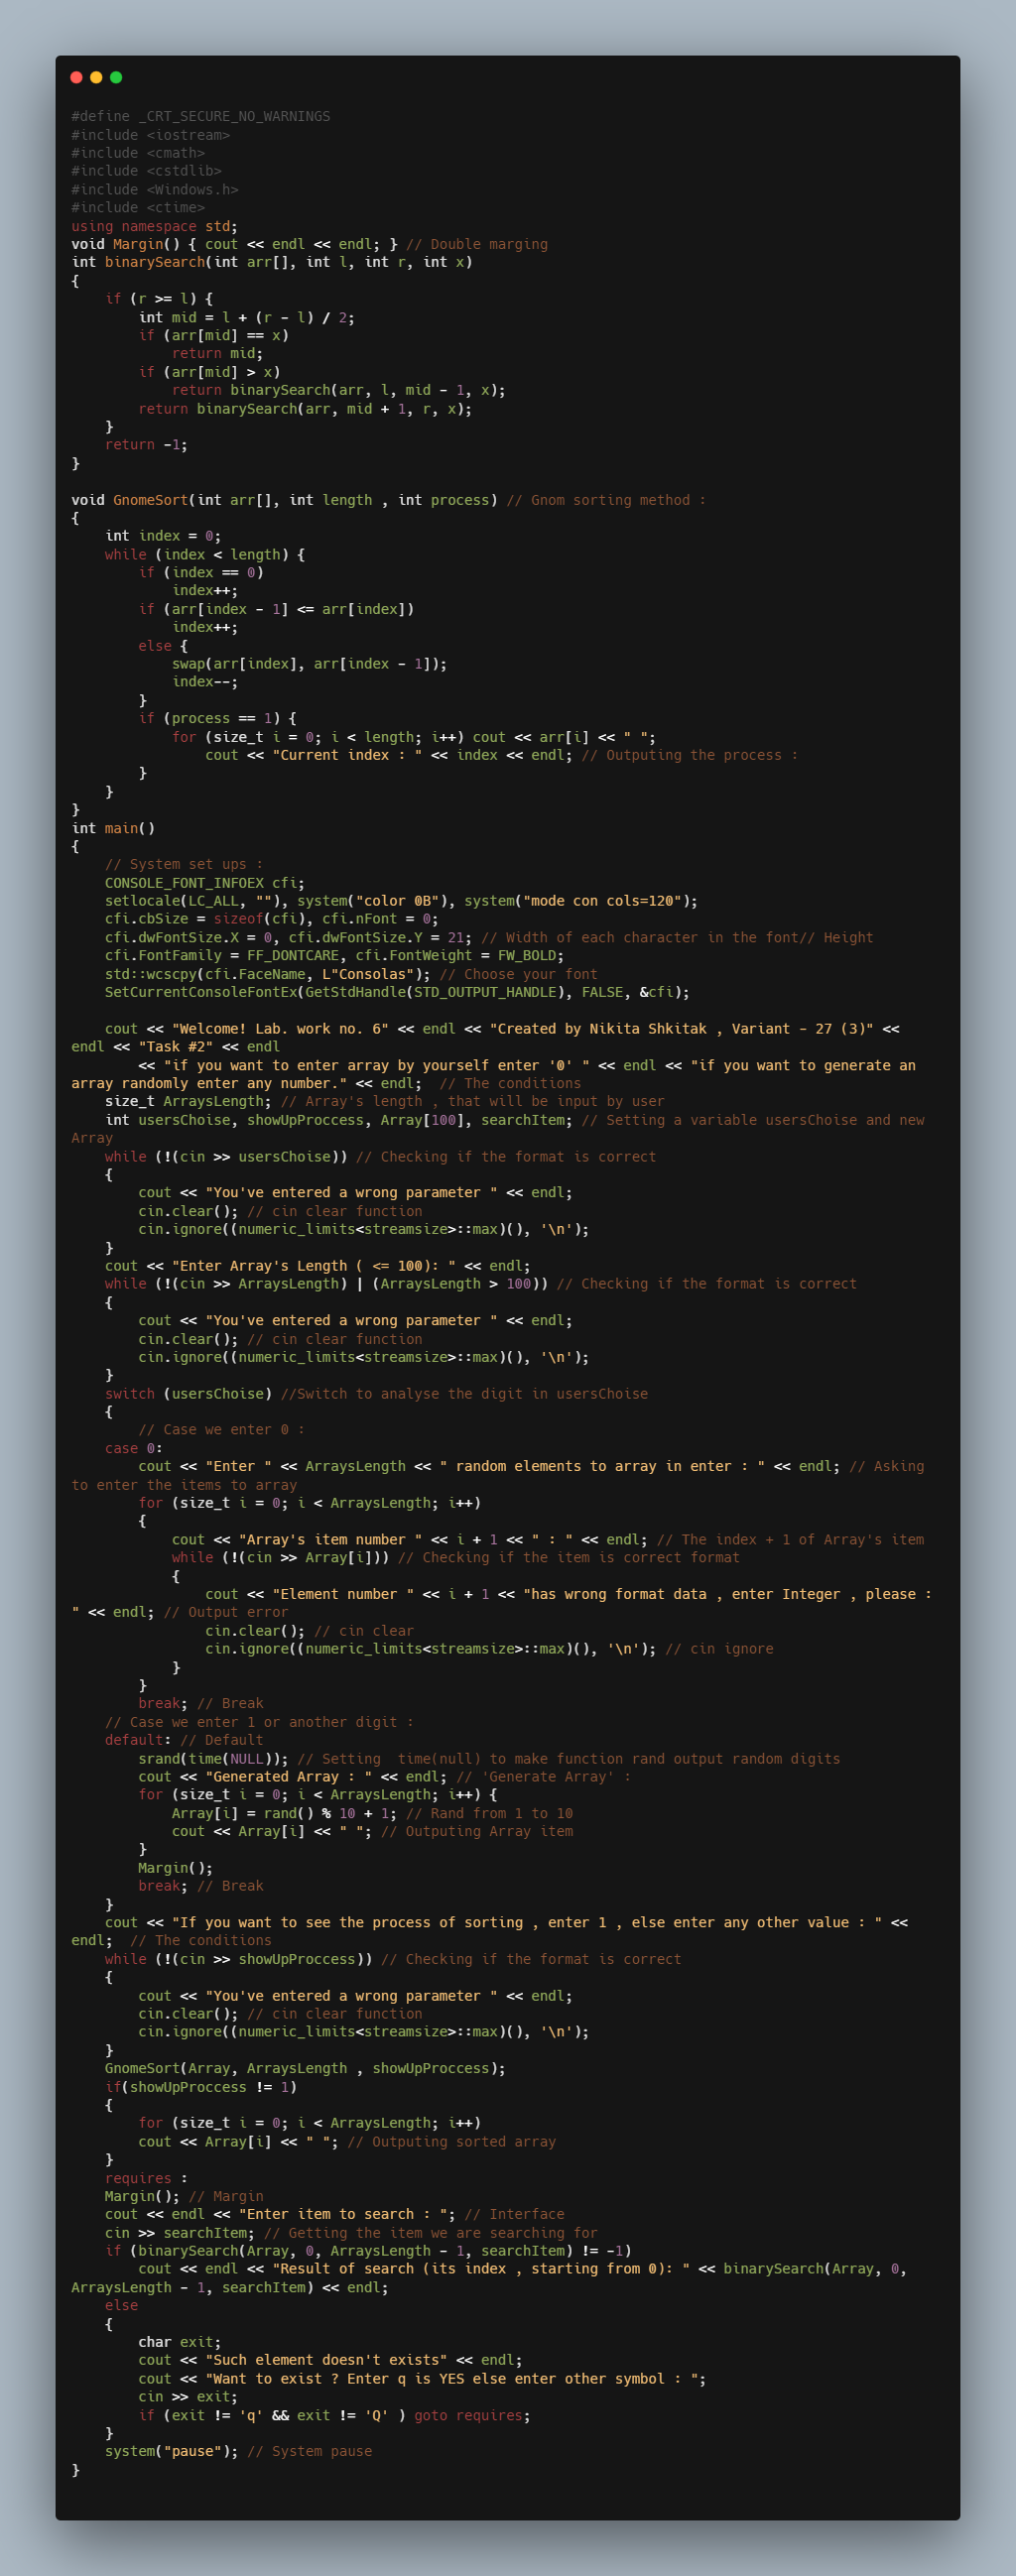 #define _CRT_SECURE_NO_WARNINGS
#include <iostream>
#include <cmath>
#include <cstdlib>
#include <Windows.h>
#include <ctime>
using namespace std;
void Margin() { cout << endl << endl; } // Double marging
int binarySearch(int arr[], int l, int r, int x)
{
    if (r >= l) {
        int mid = l + (r - l) / 2;
        if (arr[mid] == x)
            return mid;
        if (arr[mid] > x)
            return binarySearch(arr, l, mid - 1, x);
        return binarySearch(arr, mid + 1, r, x);
    }
    return -1;
}

void GnomeSort(int arr[], int length , int process) // Gnom sorting method :
{
    int index = 0;
    while (index < length) {
        if (index == 0)
            index++;
        if (arr[index - 1] <= arr[index])
            index++;
        else {
            swap(arr[index], arr[index - 1]);
            index--;
        }
        if (process == 1) {
            for (size_t i = 0; i < length; i++) cout << arr[i] << " ";
                cout << "Current index : " << index << endl; // Outputing the process :
        }
    }
}
int main()
{
    // System set ups :
    CONSOLE_FONT_INFOEX cfi;
    setlocale(LC_ALL, ""), system("color 0B"), system("mode con cols=120");
    cfi.cbSize = sizeof(cfi), cfi.nFont = 0;
    cfi.dwFontSize.X = 0, cfi.dwFontSize.Y = 21; // Width of each character in the font// Height
    cfi.FontFamily = FF_DONTCARE, cfi.FontWeight = FW_BOLD;
    std::wcscpy(cfi.FaceName, L"Consolas"); // Choose your font
    SetCurrentConsoleFontEx(GetStdHandle(STD_OUTPUT_HANDLE), FALSE, &cfi);

    cout << "Welcome! Lab. work no. 6" << endl << "Created by Nikita Shkitak , Variant - 27 (3)" <<
endl << "Task #2" << endl
        << "if you want to enter array by yourself enter '0' " << endl << "if you want to generate an
array randomly enter any number." << endl;  // The conditions
    size_t ArraysLength; // Array's length , that will be input by user
    int usersChoise, showUpProccess, Array[100], searchItem; // Setting a variable usersChoise and new
Array
    while (!(cin >> usersChoise)) // Checking if the format is correct
    {
        cout << "You've entered a wrong parameter " << endl;
        cin.clear(); // cin clear function
        cin.ignore((numeric_limits<streamsize>::max)(), '\n');
    }
    cout << "Enter Array's Length ( <= 100): " << endl;
    while (!(cin >> ArraysLength) | (ArraysLength > 100)) // Checking if the format is correct
    {
        cout << "You've entered a wrong parameter " << endl;
        cin.clear(); // cin clear function
        cin.ignore((numeric_limits<streamsize>::max)(), '\n');
    }
    switch (usersChoise) //Switch to analyse the digit in usersChoise
    {
        // Case we enter 0 :
    case 0:
        cout << "Enter " << ArraysLength << " random elements to array in enter : " << endl; // Asking
to enter the items to array
        for (size_t i = 0; i < ArraysLength; i++)
        {
            cout << "Array's item number " << i + 1 << " : " << endl; // The index + 1 of Array's item
            while (!(cin >> Array[i])) // Checking if the item is correct format
            {
                cout << "Element number " << i + 1 << "has wrong format data , enter Integer , please :
" << endl; // Output error
                cin.clear(); // cin clear
                cin.ignore((numeric_limits<streamsize>::max)(), '\n'); // cin ignore
            }
        }
        break; // Break
    // Case we enter 1 or another digit :
    default: // Default
        srand(time(NULL)); // Setting  time(null) to make function rand output random digits
        cout << "Generated Array : " << endl; // 'Generate Array' :
        for (size_t i = 0; i < ArraysLength; i++) {
            Array[i] = rand() % 10 + 1; // Rand from 1 to 10
            cout << Array[i] << " "; // Outputing Array item
        }
        Margin();
        break; // Break
    }
    cout << "If you want to see the process of sorting , enter 1 , else enter any other value : " <<
endl;  // The conditions
    while (!(cin >> showUpProccess)) // Checking if the format is correct
    {
        cout << "You've entered a wrong parameter " << endl;
        cin.clear(); // cin clear function
        cin.ignore((numeric_limits<streamsize>::max)(), '\n');
    }
    GnomeSort(Array, ArraysLength , showUpProccess);
    if(showUpProccess != 1)
    {
        for (size_t i = 0; i < ArraysLength; i++)
        cout << Array[i] << " "; // Outputing sorted array
    }
    requires :
    Margin(); // Margin
    cout << endl << "Enter item to search : "; // Interface
    cin >> searchItem; // Getting the item we are searching for
    if (binarySearch(Array, 0, ArraysLength - 1, searchItem) != -1)
        cout << endl << "Result of search (its index , starting from 0): " << binarySearch(Array, 0,
ArraysLength - 1, searchItem) << endl;
    else
    {
        char exit;
        cout << "Such element doesn't exists" << endl;
        cout << "Want to exist ? Enter q is YES else enter other symbol : ";
        cin >> exit;
        if (exit != 'q' && exit != 'Q' ) goto requires;
    }
    system("pause"); // System pause
}